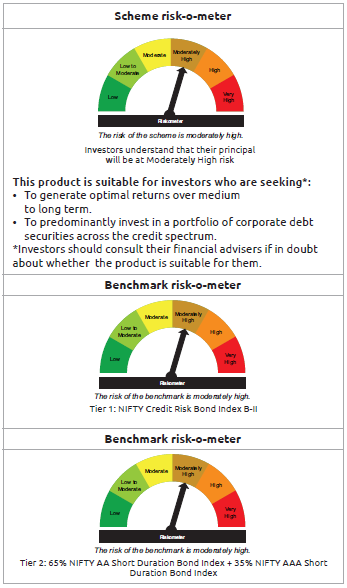 Scheme risk-o-meter
Low
Low to
Moderate
Moderate
Moderately
High
High
Very
High
Riskometer
The risk of the scheme is moderately high.
Investors understand that their principal
will be at Moderately High risk
This product is suitable for investors who are seeking*:
• To generate optimal returns over medium
to long term.
• To predominantly invest in a portfolio of corporate debt
securities across the credit spectrum.
*Investors should consult their financial advisers if in doubt
about whether the product is suitable for them.
Benchmark risk-o-meter
Low
Low to
Moderate
Moderate
Moderately
High
High
Very
High
Riskometer
The risk of the benchmark is moderately high.
Tier 1: NIFTY Credit Risk Bond Index B-II
Benchmark risk-o-meter
Low
Low to
Moderate
Moderate
Moderately
High
High
Very
High
Riskometer
The risk of the benchmark is moderately high.
Tier 2: 65% NIFTY AA Short Duration Bond Index + 35% NIFTY AAA Short
Duration Bond Index